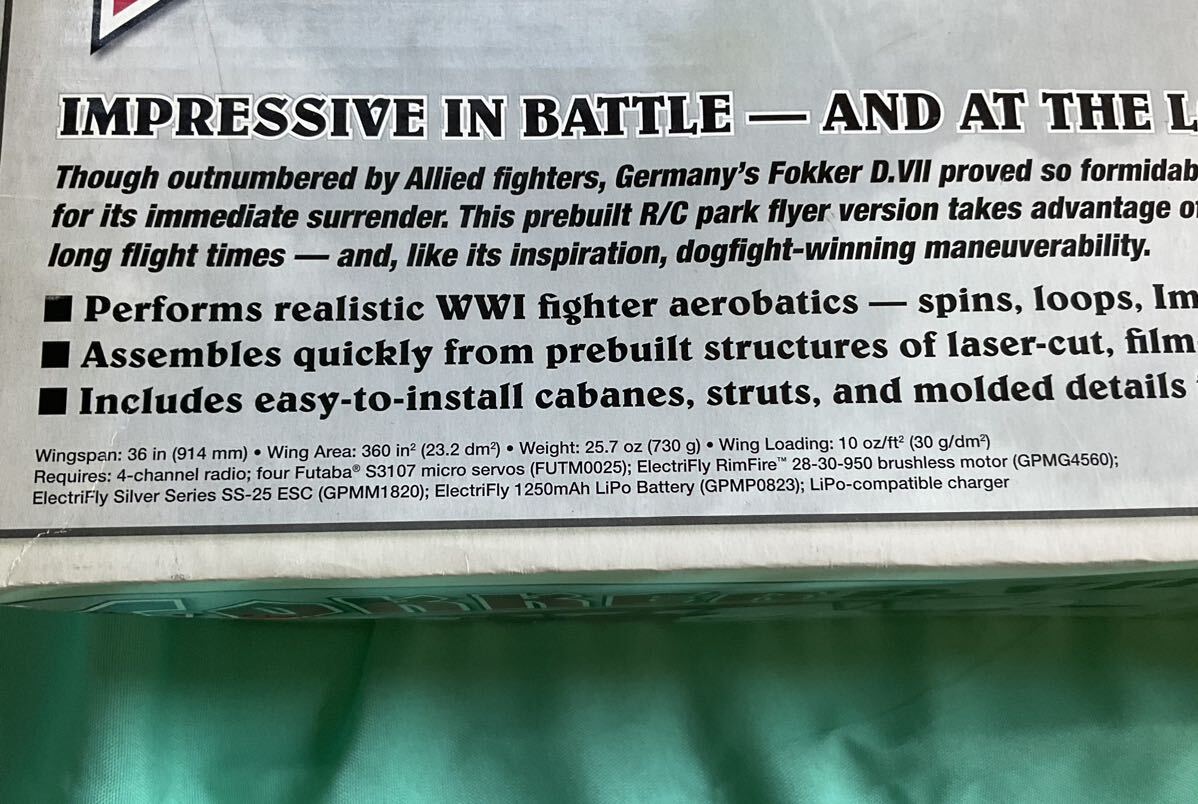 IMPRESSIVE IN BATTLE — AND AT THE L
Though outnumbered by Allied fighters, Germany's Fokker D.VII proved so formidab
for its immediate surrender. This prebuilt R/C park flyer version takes advantage of
long flight times — and, like its inspiration, dogfight-winning maneuverability.
■ Performs realistic WWI fighter aerobatics — spins, loops, Im
■ Assembles quickly from prebuilt structures of laser-cut, film-
■ Includes easy-to-install cabanes, struts, and molded details
Wingspan: 36 in (914 mm) • Wing Area: 360 in² (23.2 dm²) • Weight: 25.7 oz (730 g) • Wing Loading: 10 oz/ft² (30 g/dm²)
Requires: 4-channel radio; four Futaba® S3107 micro servos (FUTM0025); ElectriFly RimFire™ 28-30-950 brushless motor (GPMG4560);
ElectriFly Silver Series SS-25 ESC (GPMM1820); ElectriFly 1250mAh LiPo Battery (GPMP0823); LiPo-compatible charger